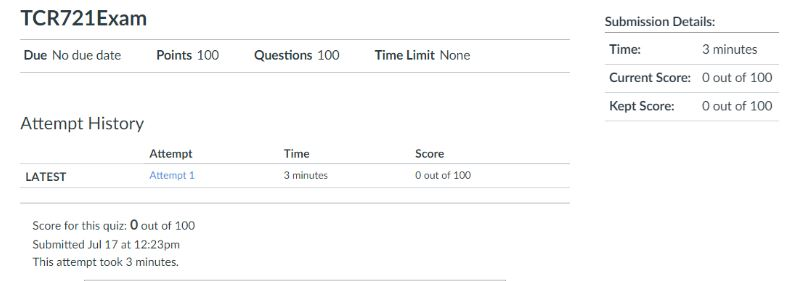 TCR721Exam
Due No due date Points 100 Questions 100 Time Limit None
Attempt History
Attempt Time Score
LATEST Attempt 1 3 minutes 0 out of 100
Score for this quiz: 0 out of 100
Submitted Jul 17 at 12:23pm
This attempt took 3 minutes.
Submission Details:
Time: 3 minutes
Current Score: 0 out of 100
Kept Score: 0 out of 100